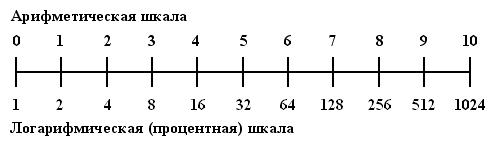 Арифметическая шкала
0 1 2 3 4 5 6 7 8 9 10
1 2 4 8 16 32 64 128 256 512 1024
Логарифмическая (процентная) шкала